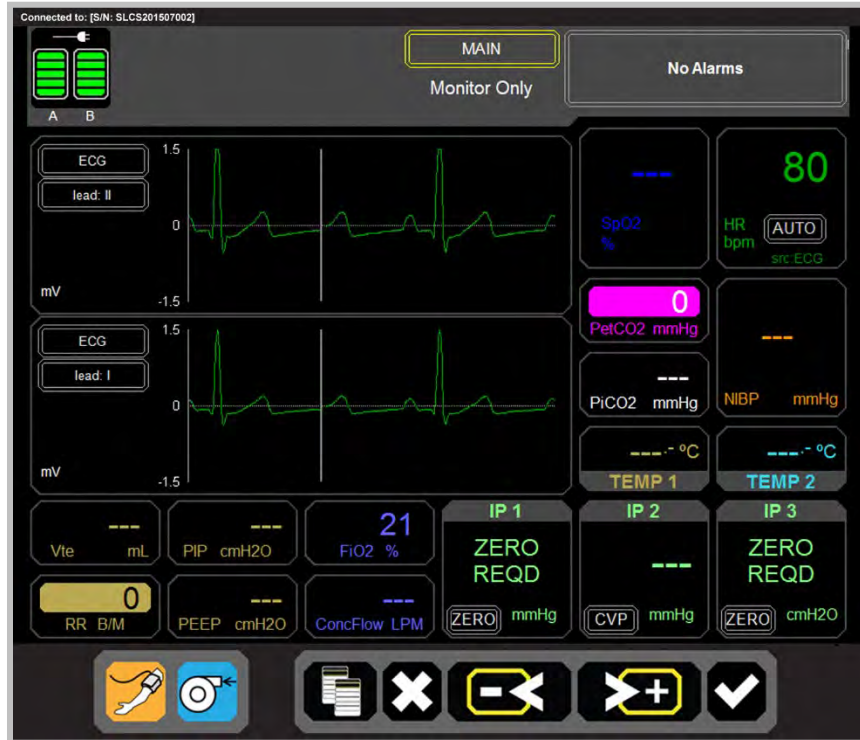 Connected to: [S/N: SLCS201507002]
MAIN
Monitor Only
No Alarms
A B
ECG
lead: II
1.5
0
mV
-1.5
---
SpO2
%
80
HR
bpm
AUTO
src:ECG
ECG
lead: I
1.5
0
mV
-1.5
0
PetCO2 mmHg
---
PiCO2 mmHg
---
NIBP mmHg
---.- ºC
TEMP 1
---.- ºC
TEMP 2
---
Vte mL
---
PIP cmH2O
21
FiO2 %
0
RR B/M
---
PEEP cmH2O
---
ConcFlow LPM
IP 1
ZERO
REQD
ZERO mmHg
IP 2
---
CVP mmHg
IP 3
ZERO
REQD
ZERO cmH2O